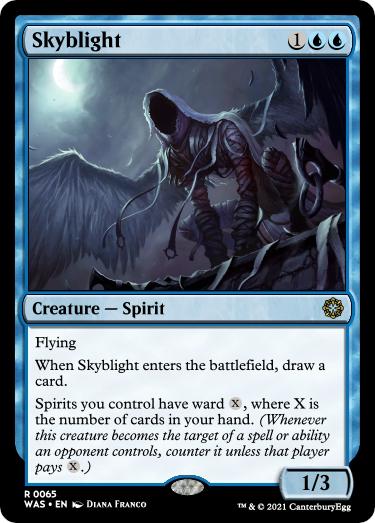 Skyblight 1UU
Creature — Spirit
Flying
When Skyblight enters the battlefield, draw a
card.
Spirits you control have ward X, where X is
the number of cards in your hand. (Whenever
this creature becomes the target of a spell or ability
an opponent controls, counter it unless that player
pays X.)
1/3
R 0065
WAS • EN DIANA FRANCO
™ & © 2021 CanterburyEgg